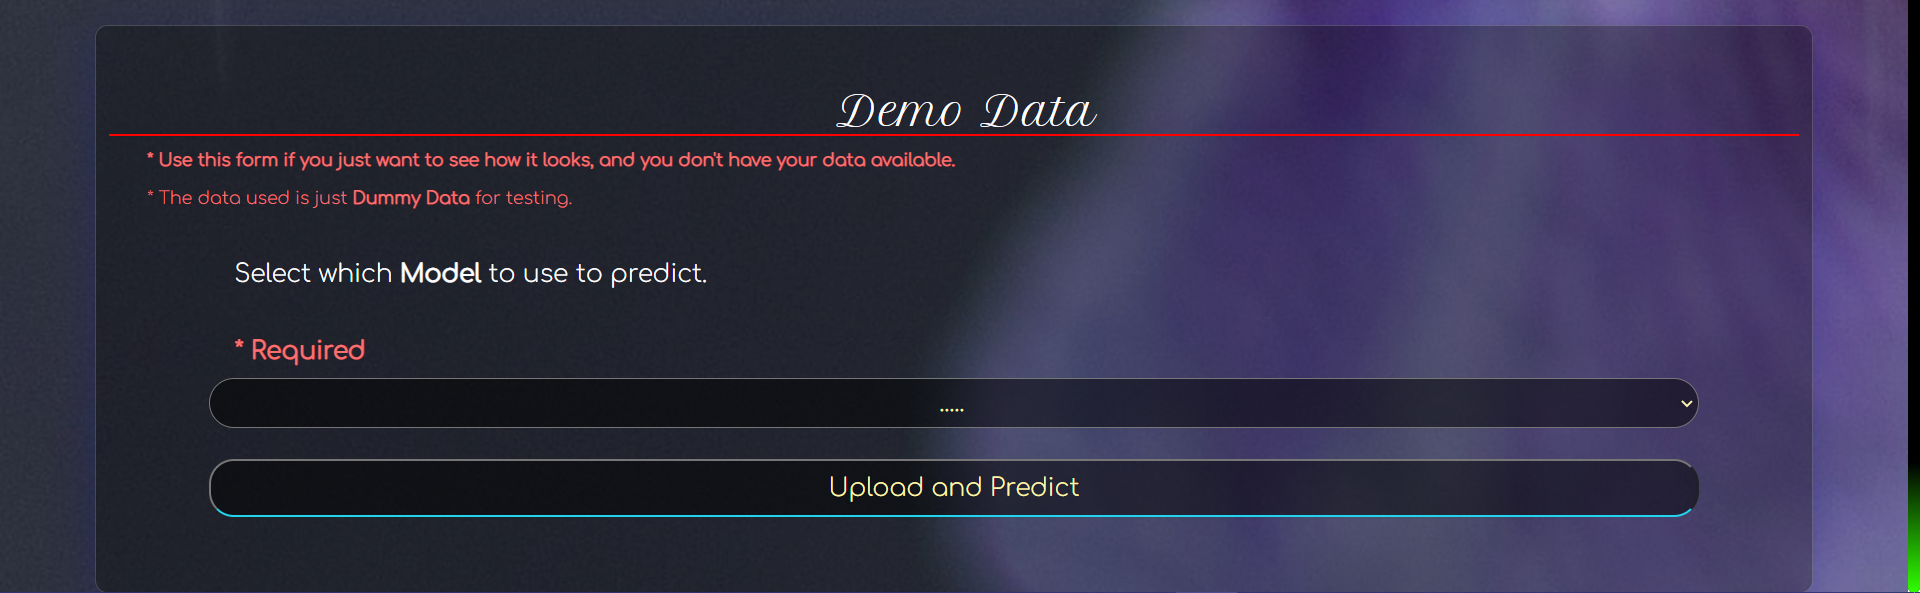 Demo Data
* Use this form if you just want to see how it looks, and you don't have your data available.
* The data used is just Dummy Data for testing.
Select which Model to use to predict.
* Required
.....
Upload and Predict